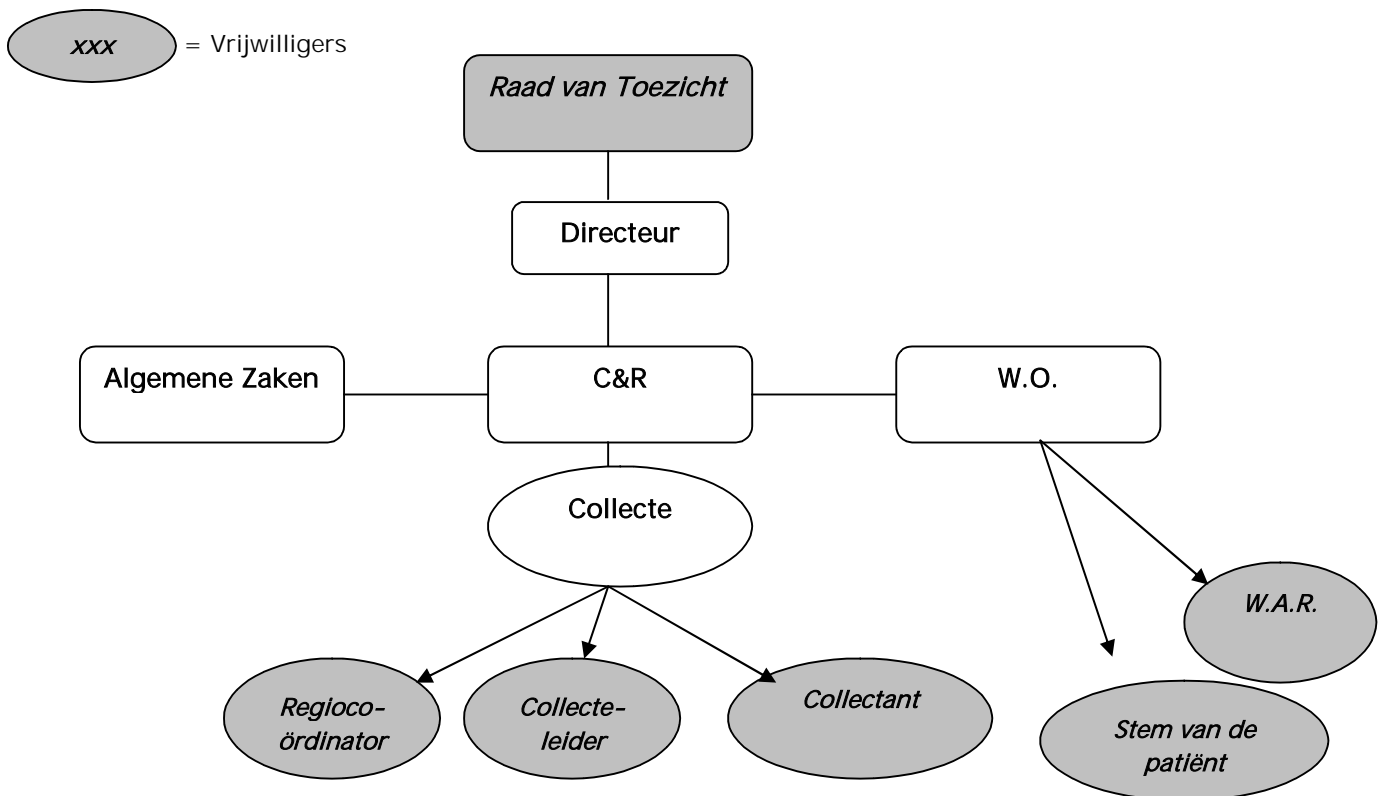 xxx = Vrijwilligers
Raad van Toezicht
Directeur
Algemene Zaken
C&R
W.O.
Collecte
W.A.R.
Regioco-
ördinator
Collecte-
leider
Collectant
Stem van de
patiënt